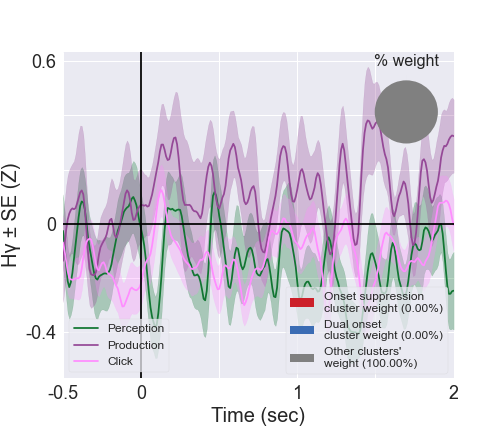 % weight
0.6
0
-0.4
Hγ ± SE (Z)
Perception
Production
Click
Onset suppression
cluster weight (0.00%)
Dual onset
cluster weight (0.00%)
Other clusters'
weight (100.00%)
-0.5
0
1
2
Time (sec)